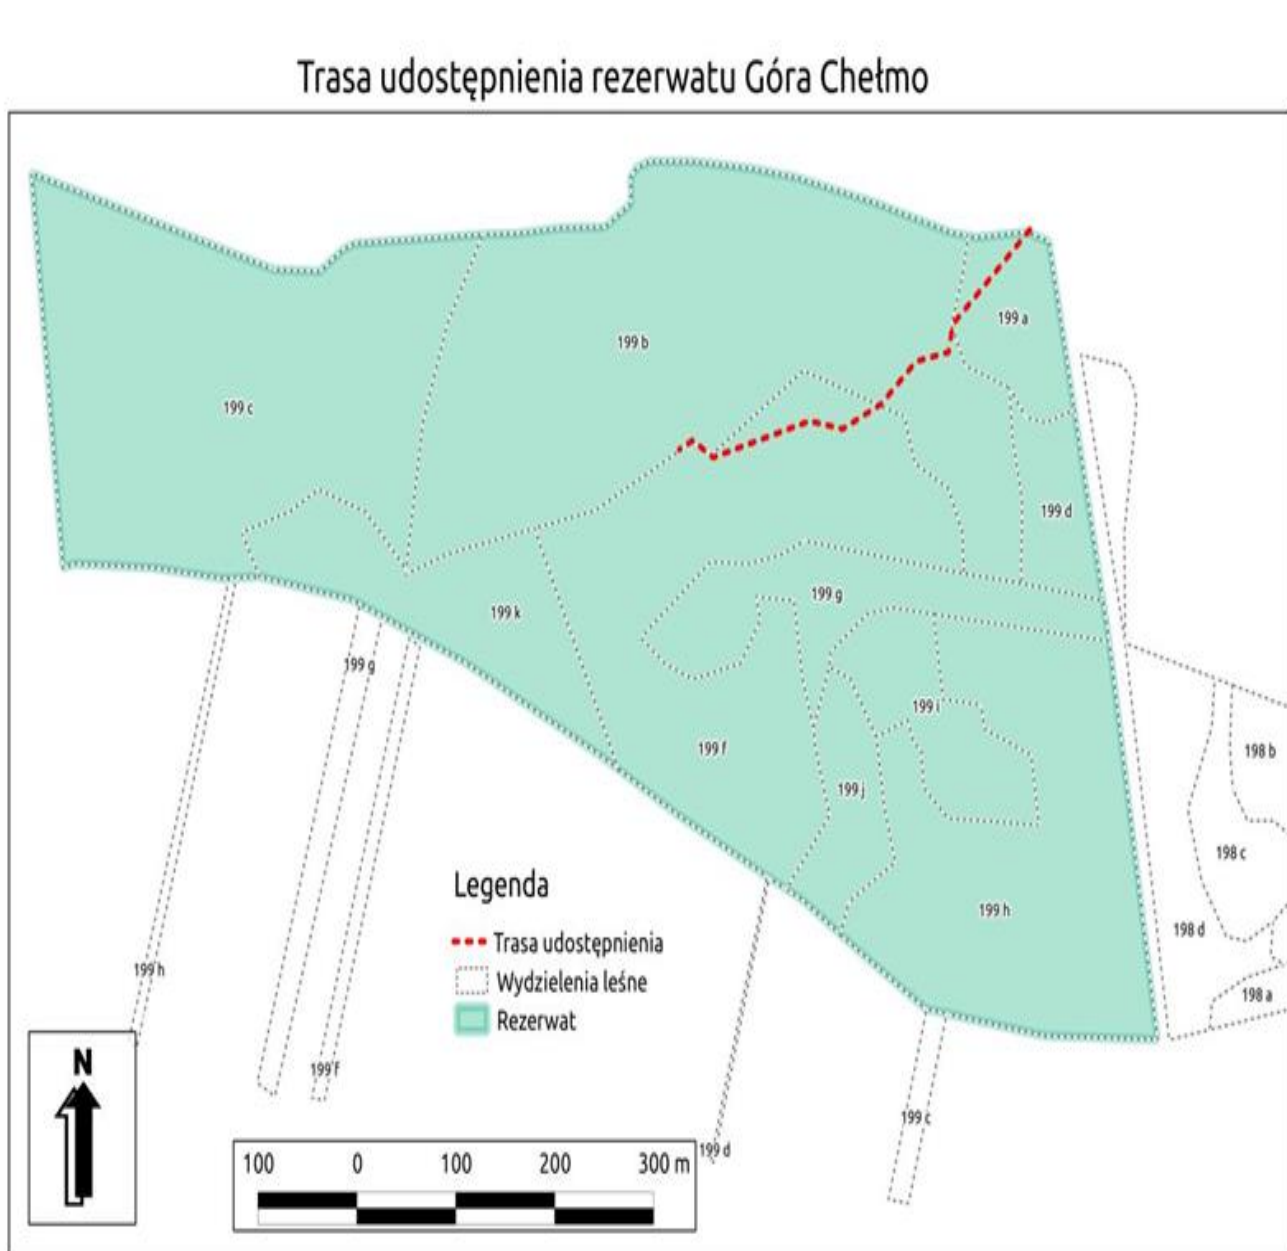 Trasa udostępnienia rezerwatu Góra Chełmo
199 a
199 b
199 c
199 d
199 g
199 k
199 g
199 i
198 b
199 f
199 j
198 c
Legenda
199 h
Trasa udostępnienia
198 d
199 h
Wydzielenia leśne
198 a
Rezerwat
N
199 f
199 c
199 d
100 0 100 200 300 m